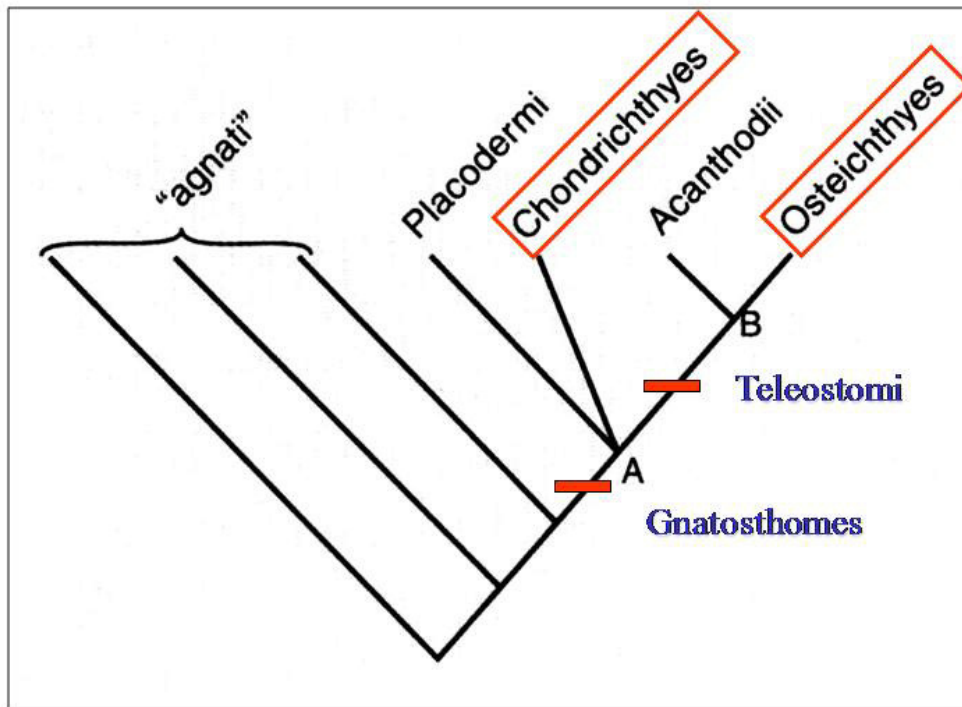 “agnati”
Placodermi
Chondrichthyes
Acanthodii
Osteichthyes
B
Teleostomi
A
Gnatosthomes